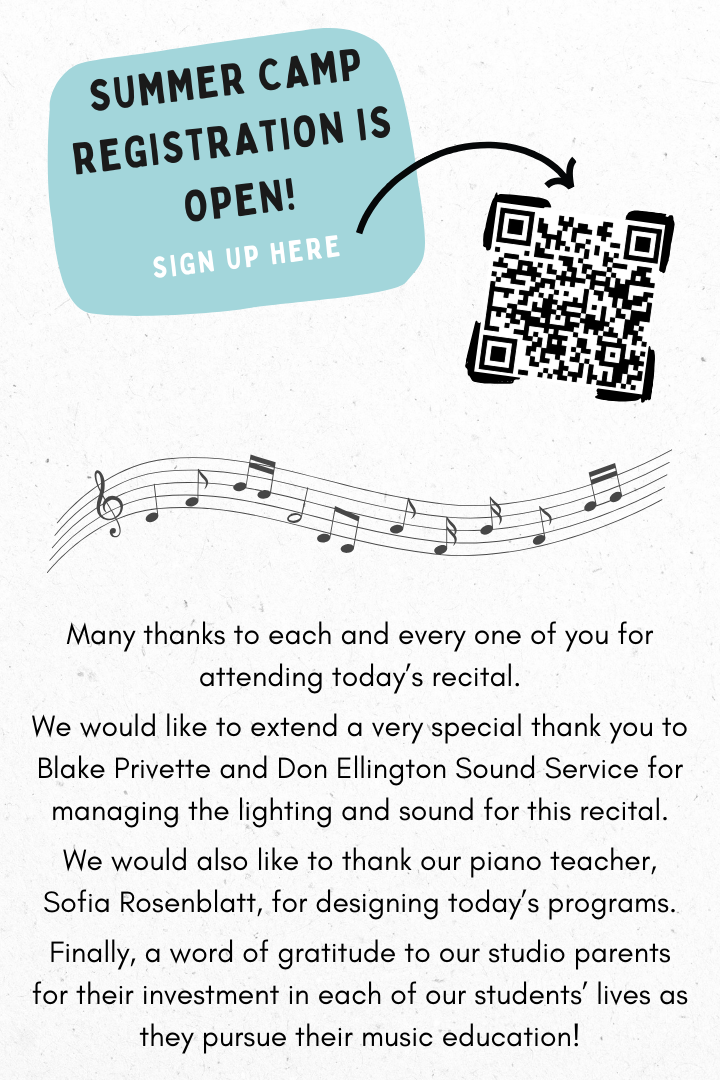 SUMMER CAMP
REGISTRATION IS
OPEN!
SIGN UP HERE
Many thanks to each and every one of you for
attending today's recital.
We would like to extend a very special thank you to
Blake Privette and Don Ellington Sound Service for
managing the lighting and sound for this recital.
We would also like to thank our piano teacher,
Sofia Rosenblatt, for designing today's programs.
Finally, a word of gratitude to our studio parents
for their investment in each of our students' lives as
they pursue their music education!